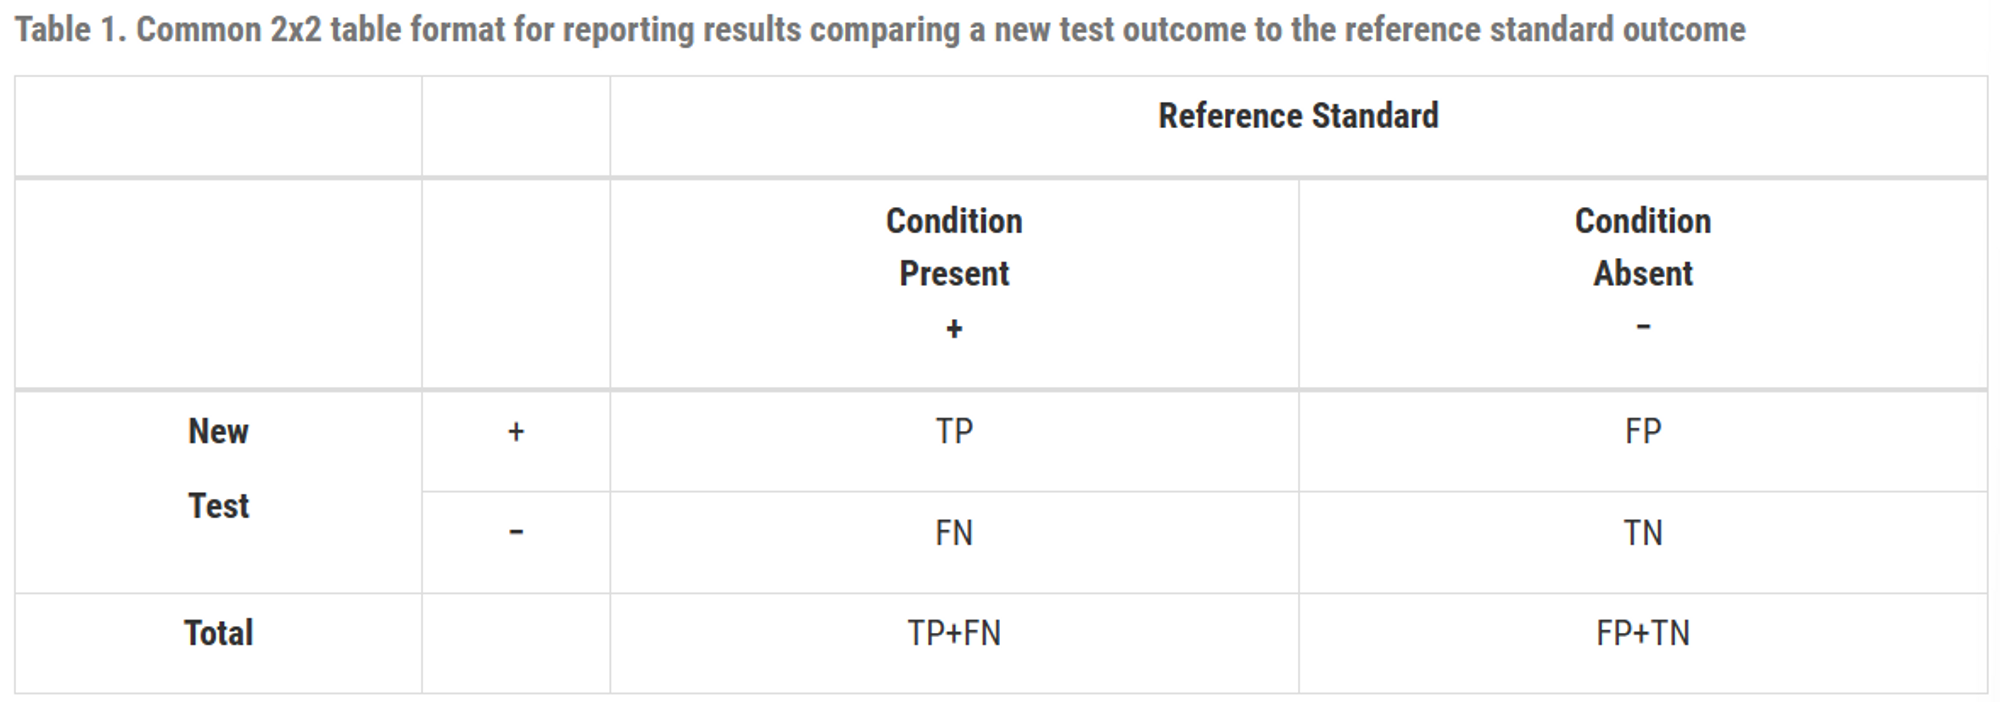 Table 1. Common 2x2 table format for reporting results comparing a new test outcome to the reference standard outcome
Reference Standard
Condition Present +
Condition Absent −
New Test
+ TP FP
− FN TN
Total TP+FN FP+TN